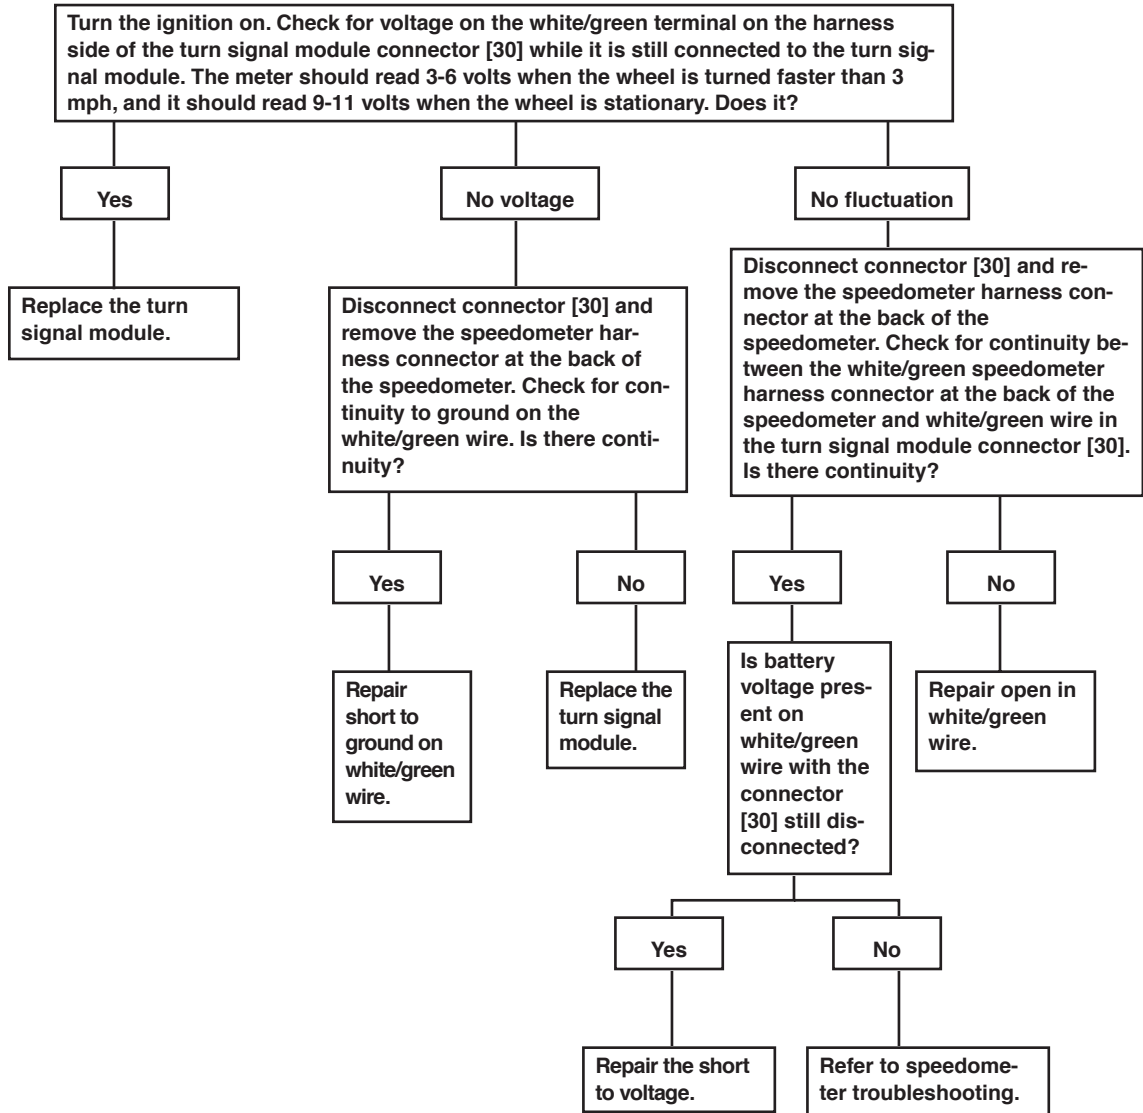 Turn the ignition on. Check for voltage on the white/green terminal on the harness
side of the turn signal module connector [30] while it is still connected to the turn sig-
nal module. The meter should read 3-6 volts when the wheel is turned faster than 3
mph, and it should read 9-11 volts when the wheel is stationary. Does it?
Yes
No voltage
No fluctuation
Replace the turn
signal module.
Disconnect connector [30] and
remove the speedometer har-
ness connector at the back of
the speedometer. Check for con-
tinuity to ground on the
white/green wire. Is there conti-
nuity?
Disconnect connector [30] and re-
move the speedometer harness con-
nector at the back of the
speedometer. Check for continuity be-
tween the white/green speedometer
harness connector at the back of the
speedometer and white/green wire in
the turn signal module connector [30].
Is there continuity?
Yes
No
Yes
No
Repair
short to
ground on
white/green
wire.
Replace the
turn signal
module.
Is battery
voltage pres-
ent on
white/green
wire with the
connector
[30] still dis-
connected?
Repair open in
white/green
wire.
Yes
No
Repair the short
to voltage.
Refer to speedome-
ter troubleshooting.